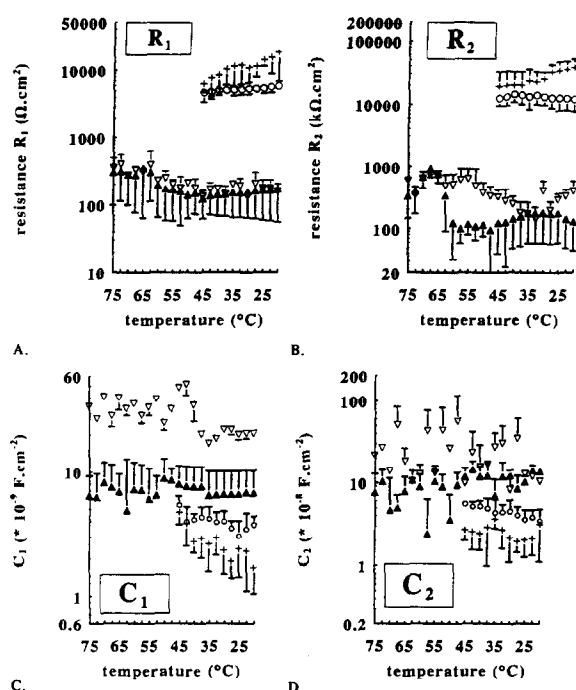 R1
50000
10000
1000
100
10
resistance R1 (Ω.cm²)
75 65 55 45 35 25
temperature (°C)
A.
R2
200000
100000
10000
1000
100
20
resistance R2 (kΩ.cm²)
75 65 55 45 35 25
temperature (°C)
B.
60
10
1
0.6
C1 (* 10⁻⁹ F.cm⁻²)
C1
75 65 55 45 35 25
temperature (°C)
C.
200
100
10
1
0.2
C2 (* 10⁻⁸ F.cm⁻²)
C2
75 65 55 45 35 25
temperature (°C)
D